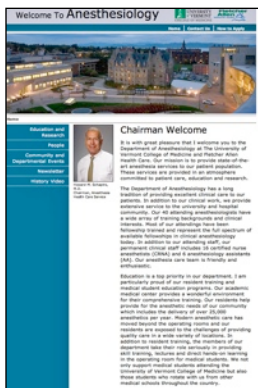 Welcome To Anesthesiology
UNIVERSITY
VERMONT
Fletcher
Allen
Home Contact Us How to Apply
Home
Education and
Research
People
Community and
Departmental Events
Newsletter
History Video
Chairman, Anesthesia
Health Care Service
Chairman Welcome
It is with great pleasure that I welcome you to the
Department of Anesthesiology at The University of
Vermont College of Medicine and Fletcher Allen
Health Care. Our mission is to provide state-of-the-
art anesthesia services to our patient population.
These services are provided in an atmosphere
committed to patient care, education and research.
The Department of Anesthesiology has a long
tradition of providing excellent clinical care to our
patients. In addition to our clinical work, we provide
extensive service to the university and hospital
community. Our 40 attending anesthesiologists have
a wide array of training backgrounds and clinical
interests. Most of our attendings have been
fellowship trained and represent the full spectrum of
available fellowships in clinical anesthesiology
today. In addition to our attending staff, our
permanent clinical staff includes 16 certified nurse
anesthetists (CRNA) and 6 anesthesiology assistants
(AA). Our anesthesia care team is friendly and
enthusiastic.
Education is a top priority in our department. I am
particularly proud of our resident training and
medical student education programs. Our academic
medical center provides a wonderful environment
for their comprehensive training. Our residents help
provide for the anesthetic needs of our community
which includes the delivery of over 25,000
anesthetics per year. Modern anesthetic care has
moved beyond the operating rooms and our
residents are exposed to the challenges of providing
quality care in a wide variety of locations. In
addition to resident training, the members of our
department take their role seriously in providing
skill training, lectures and direct hands-on learning
in the operating room for medical students. We not
only support medical students attending the
University of Vermont College of Medicine but also
those students who rotate with us from other
medical schools throughout the country.